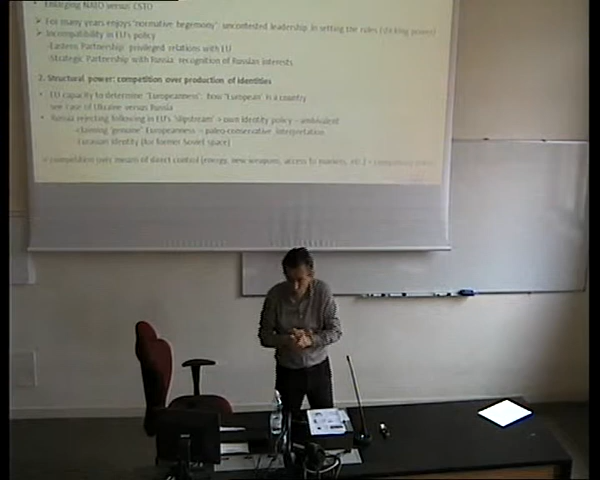 Enlarging NATO versus CSTO
For many years enjoys 'normative hegemony': uncontested leadership in setting the rules (sticking power)
Incompatibility in EU's policy
-Eastern Partnership: privileged relations with EU
-Strategic Partnership with Russia: recognition of Russian interests
2. Structural power: competition over production of identities
EU capacity to determine 'Europeanness': how 'European' is a country
see case of Ukraine versus Russia
Russia rejecting following in EU's 'slipstream' > own identity policy – ambivalent
-claiming 'genuine' Europeanness – paleo-conservative interpretation
-Eurasian identity (for former Soviet space)
competition over means of direct control (energy, new weapons, access to markets, etc.)